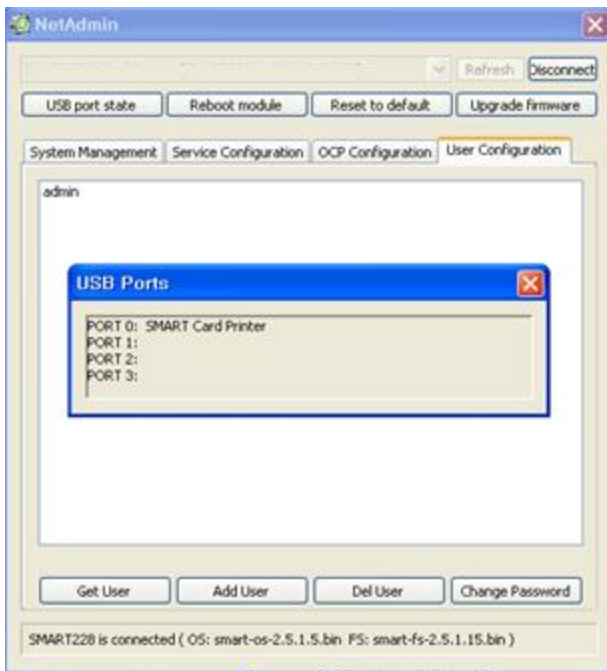 NetAdmin
Refresh Disconnect
USB port state Reboot module Reset to default Upgrade firmware
System Management Service Configuration OCP Configuration User Configuration
admin
USB Ports
PORT 0: SMART Card Printer
PORT 1:
PORT 2:
PORT 3:
Get User Add User Del User Change Password
SMART228 is connected ( OS: smart-os-2.5.1.5.bin FS: smart-fs-2.5.1.15.bin )